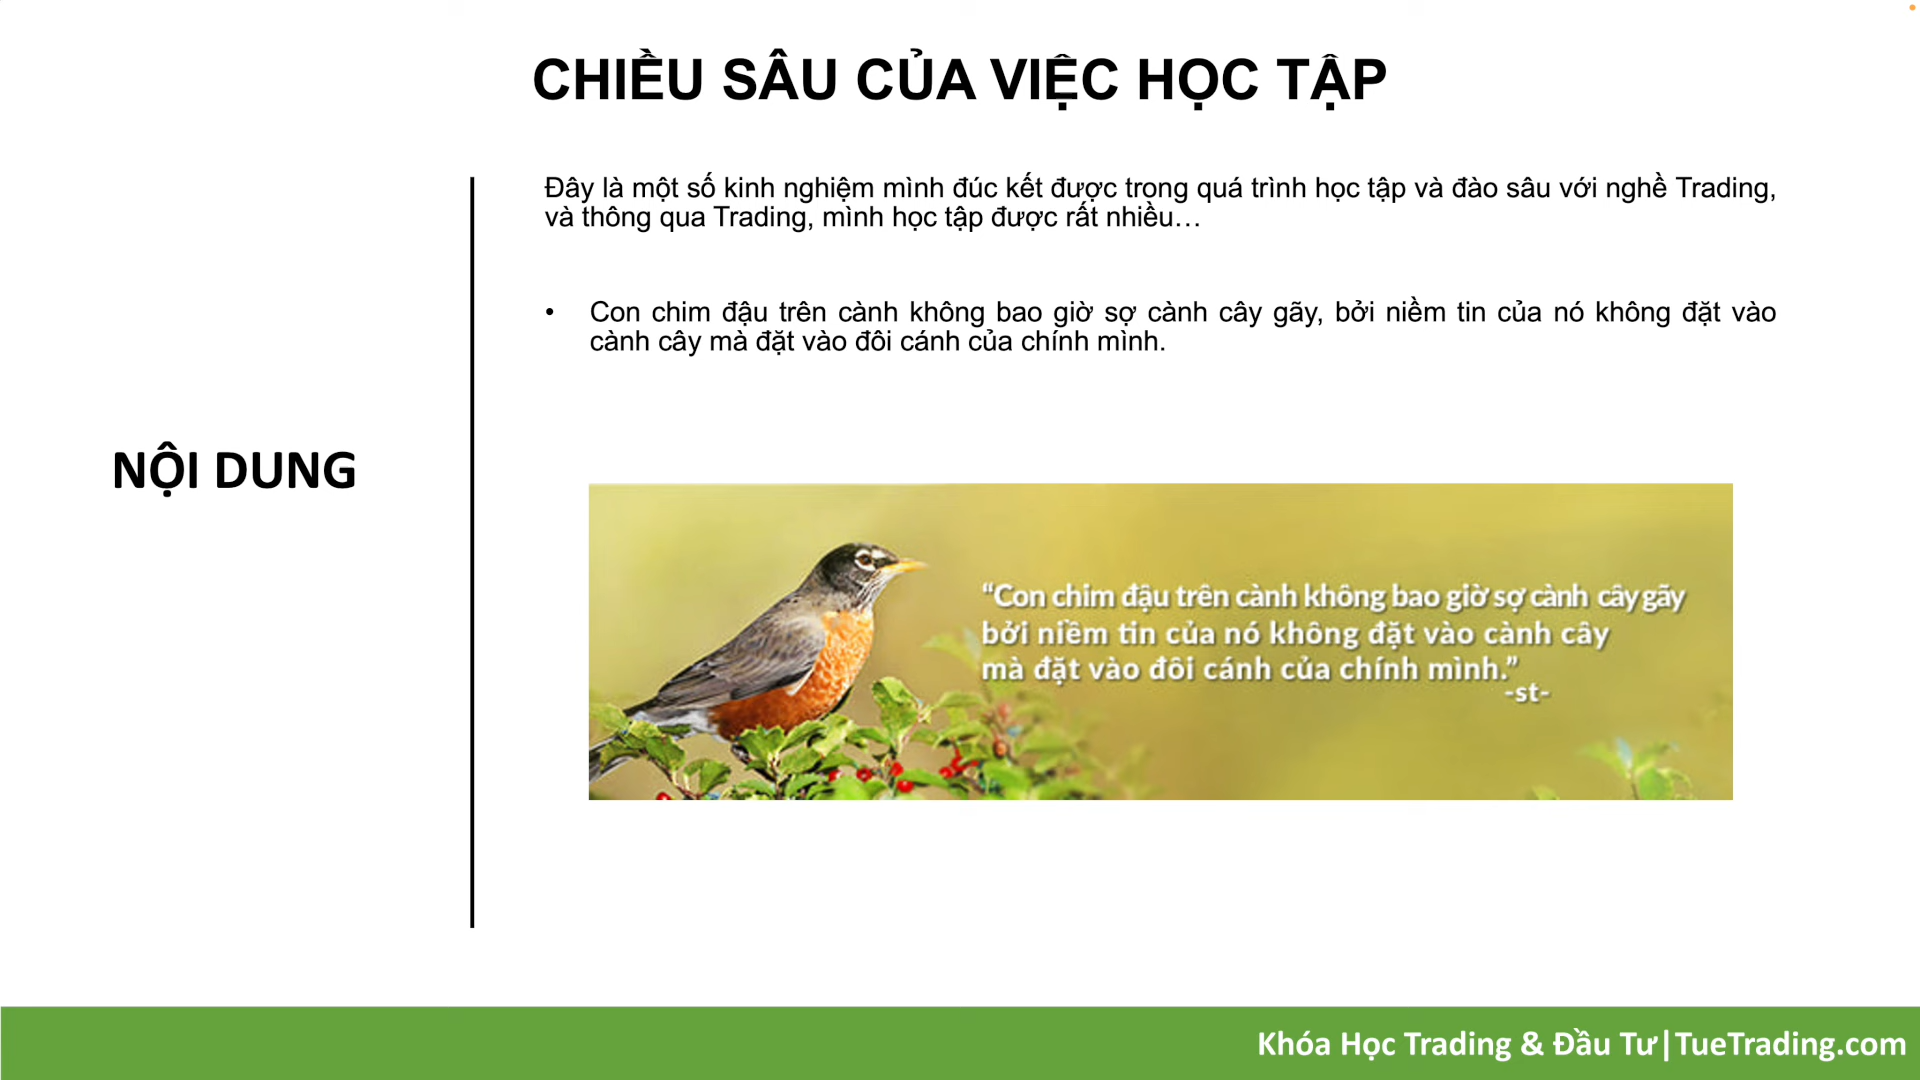 CHIỀU SÂU CỦA VIỆC HỌC TẬP
NỘI DUNG
Đây là một số kinh nghiệm mình đúc kết được trong quá trình học tập và đào sâu với nghề Trading,
và thông qua Trading, mình học tập được rất nhiều…
• Con chim đậu trên cành không bao giờ sợ cành cây gãy, bởi niềm tin của nó không đặt vào
cành cây mà đặt vào đôi cánh của chính mình.
“Con chim đậu trên cành không bao giờ sợ cành cây gãy
bởi niềm tin của nó không đặt vào cành cây
mà đặt vào đôi cánh của chính mình.”
-st-
Khóa Học Trading & Đầu Tư|TueTrading.com